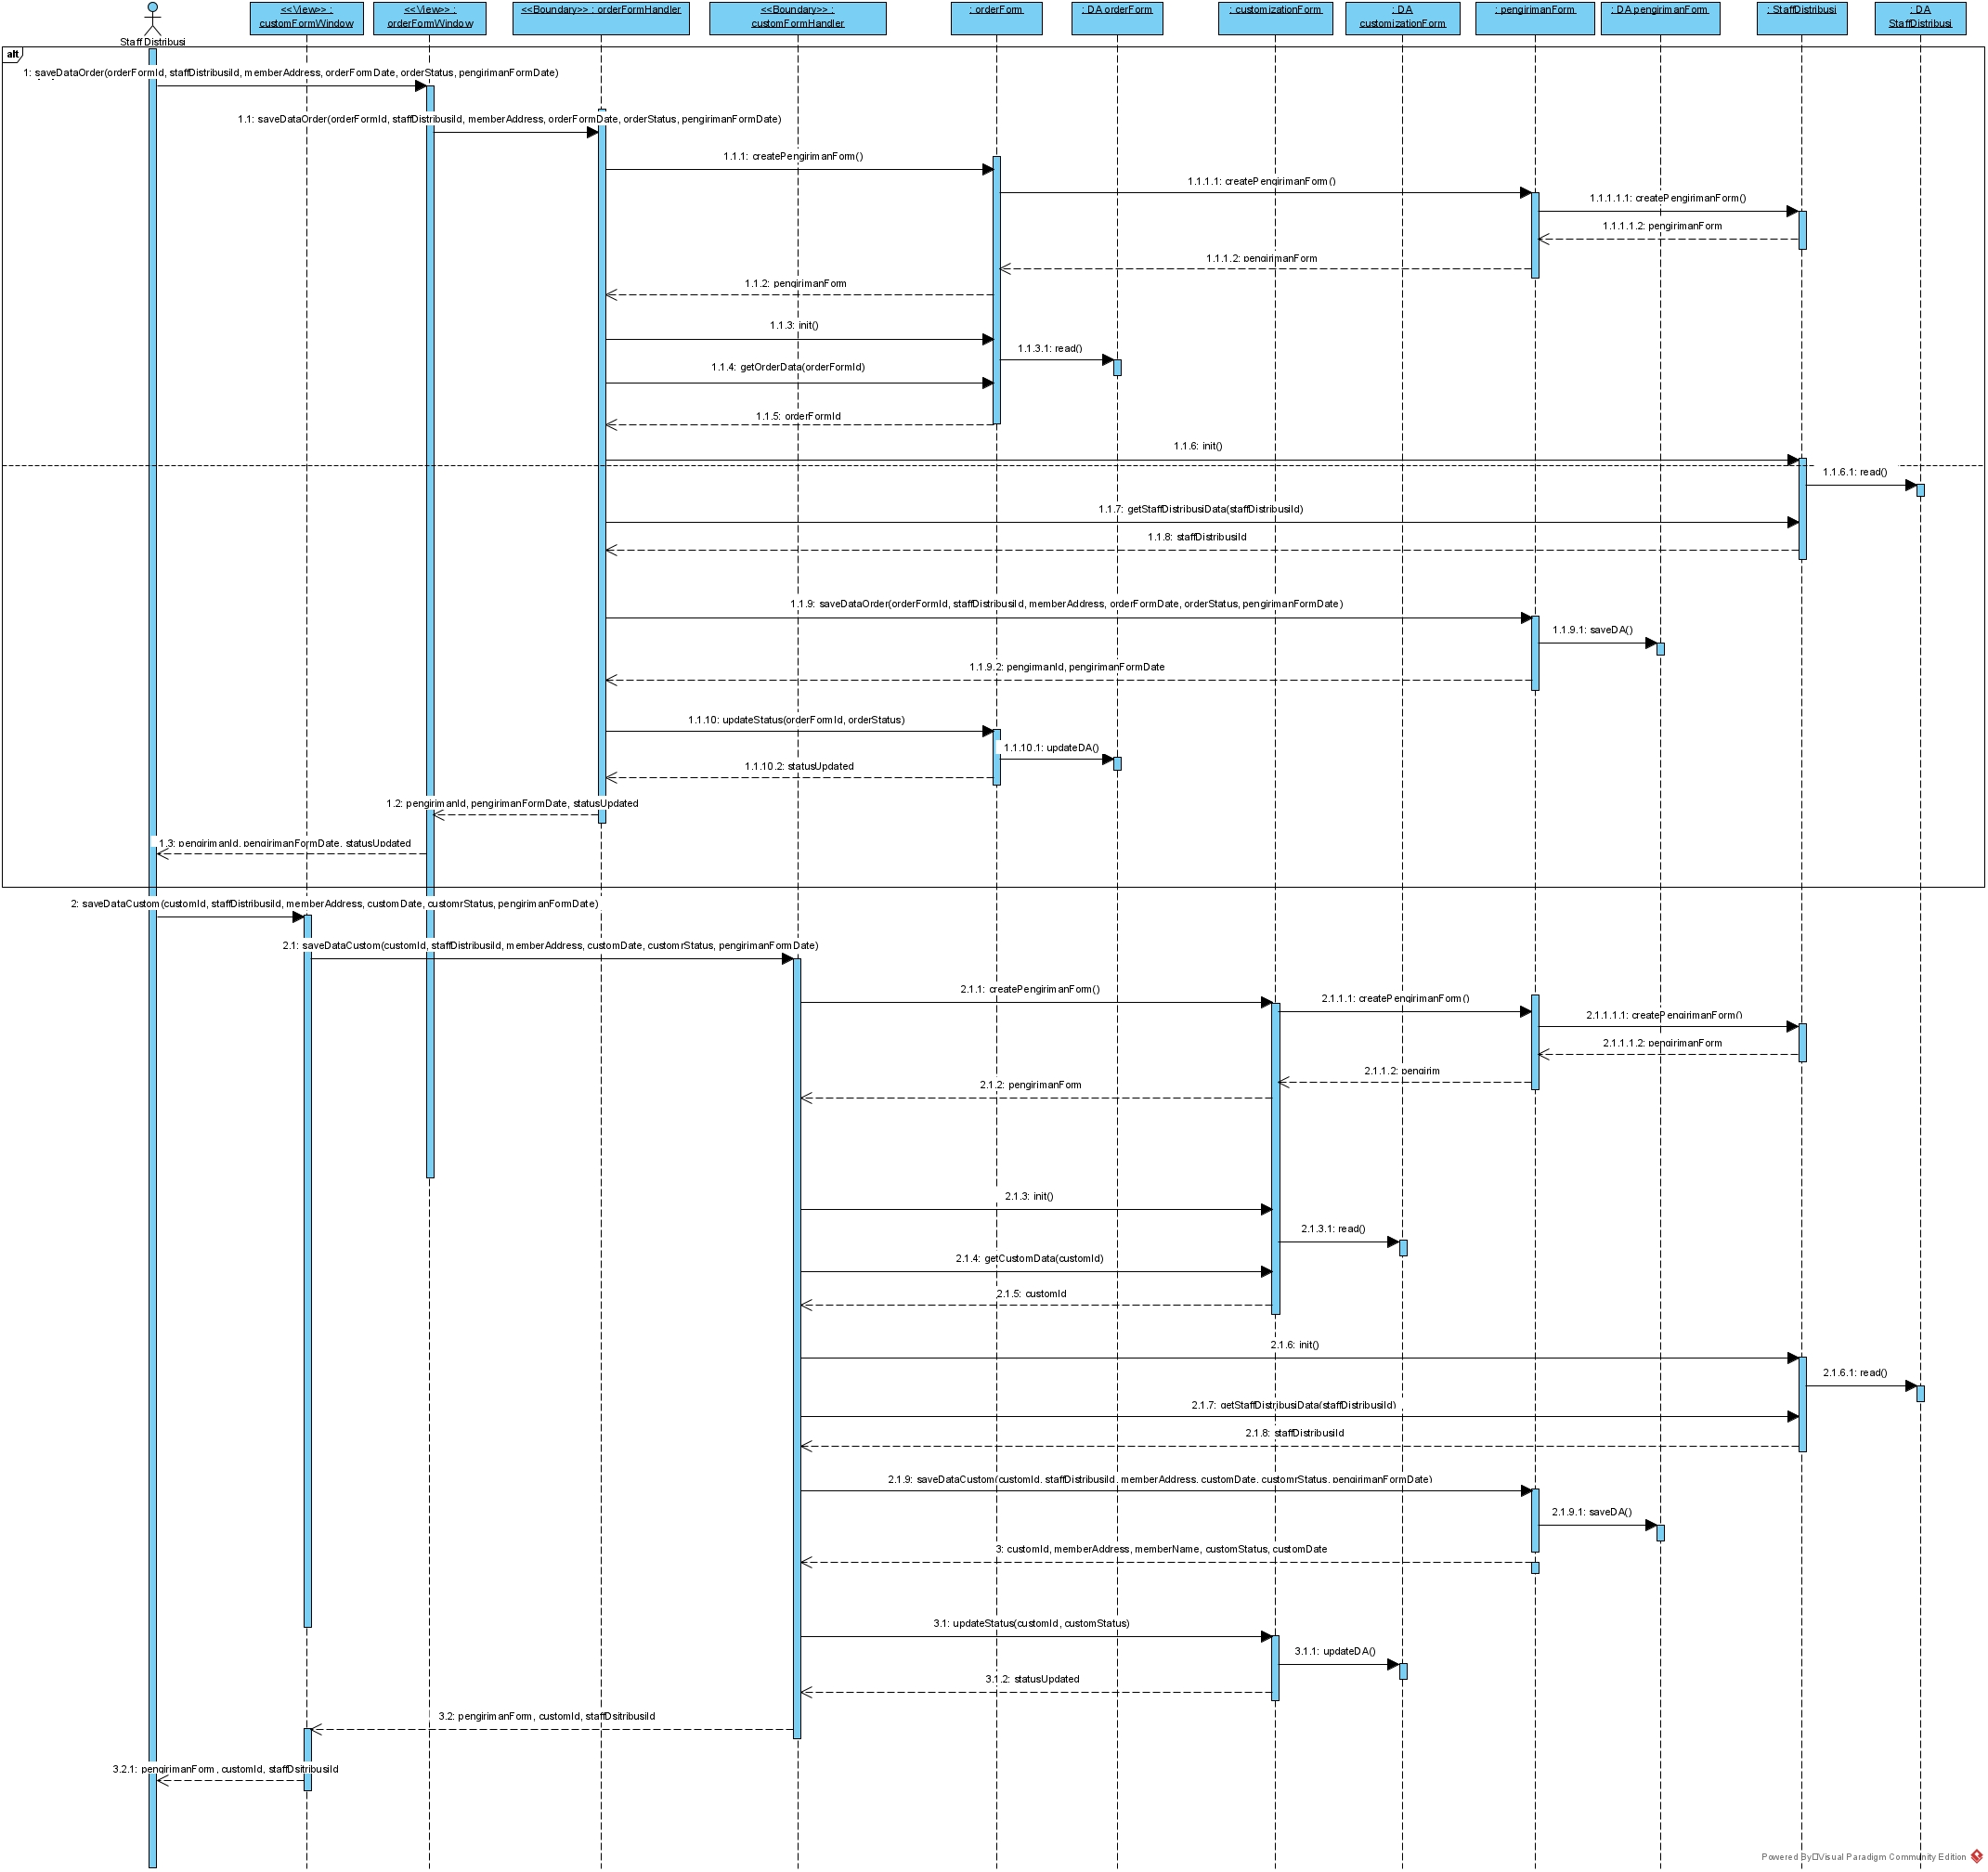 Staff Distribusi
<<View>> :
customFormWindow
<<View>> :
orderFormWindow
<<Boundary>> : orderFormHandler
<<Boundary>> :
customFormHandler
: orderForm
: DA orderForm
: customizationForm
: DA
customizationForm
: pengirimanForm
: DA pengirimanForm
: StaffDistribusi
: DA
StaffDistribusi
alt
1: saveDataOrder(orderFormId, staffDistribusiId, memberAddress, orderFormDate, orderStatus, pengirimanFormDate)
1.1: saveDataOrder(orderFormId, staffDistribusiId, memberAddress, orderFormDate, orderStatus, pengirimanFormDate)
1.1.1: createPengirimanForm()
1.1.1.1: createPengirimanForm()
1.1.1.1.1: createPengirimanForm()
1.1.1.1.2: pengirimanForm
1.1.1.2: pengirimanForm
1.1.2: pengirimanForm
1.1.3: init()
1.1.3.1: read()
1.1.4: getOrderData(orderFormId)
1.1.5: orderFormId
1.1.6: init()
1.1.6.1: read()
1.1.7: getStaffDistribusiData(staffDistribusiId)
1.1.8: staffDistribusiId
1.1.9: saveDataOrder(orderFormId, staffDistribusiId, memberAddress, orderFormDate, orderStatus, pengirimanFormDate)
1.1.9.1: saveDA()
1.1.9.2: pengirmanId, pengirimanFormDate
1.1.10: updateStatus(orderFormId, orderStatus)
1.1.10.1: updateDA()
1.1.10.2: statusUpdated
1.2: pengirimanId, pengirimanFormDate, statusUpdated
1.3: pengirimanId, pengirimanFormDate, statusUpdated
2: saveDataCustom(customId, staffDistribusiId, memberAddress, customDate, customrStatus, pengirimanFormDate)
2.1: saveDataCustom(customId, staffDistribusiId, memberAddress, customDate, customrStatus, pengirimanFormDate)
2.1.1: createPengirimanForm()
2.1.1.1: createPengirimanForm()
2.1.1.1.1: createPengirimanForm()
2.1.1.1.2: pengirimanForm
2.1.1.2: pengirim
2.1.2: pengirimanForm
2.1.3: init()
2.1.3.1: read()
2.1.4: getCustomData(customId)
2.1.5: customId
2.1.6: init()
2.1.6.1: read()
2.1.7: getStaffDistribusiData(staffDistribusiId)
2.1.8: staffDistribusiId
2.1.9: saveDataCustom(customId, staffDistribusiId, memberAddress, customDate, customrStatus, pengirimanFormDate)
2.1.9.1: saveDA()
3: customId, memberAddress, memberName, customStatus, customDate
3.1: updateStatus(customId, customStatus)
3.1.1: updateDA()
3.1.2: statusUpdated
3.2: pengirimanForm, customId, staffDsitribusiId
3.2.1: pengirimanForm, customId, staffDsitribusiId
Powered By Visual Paradigm Community Edition